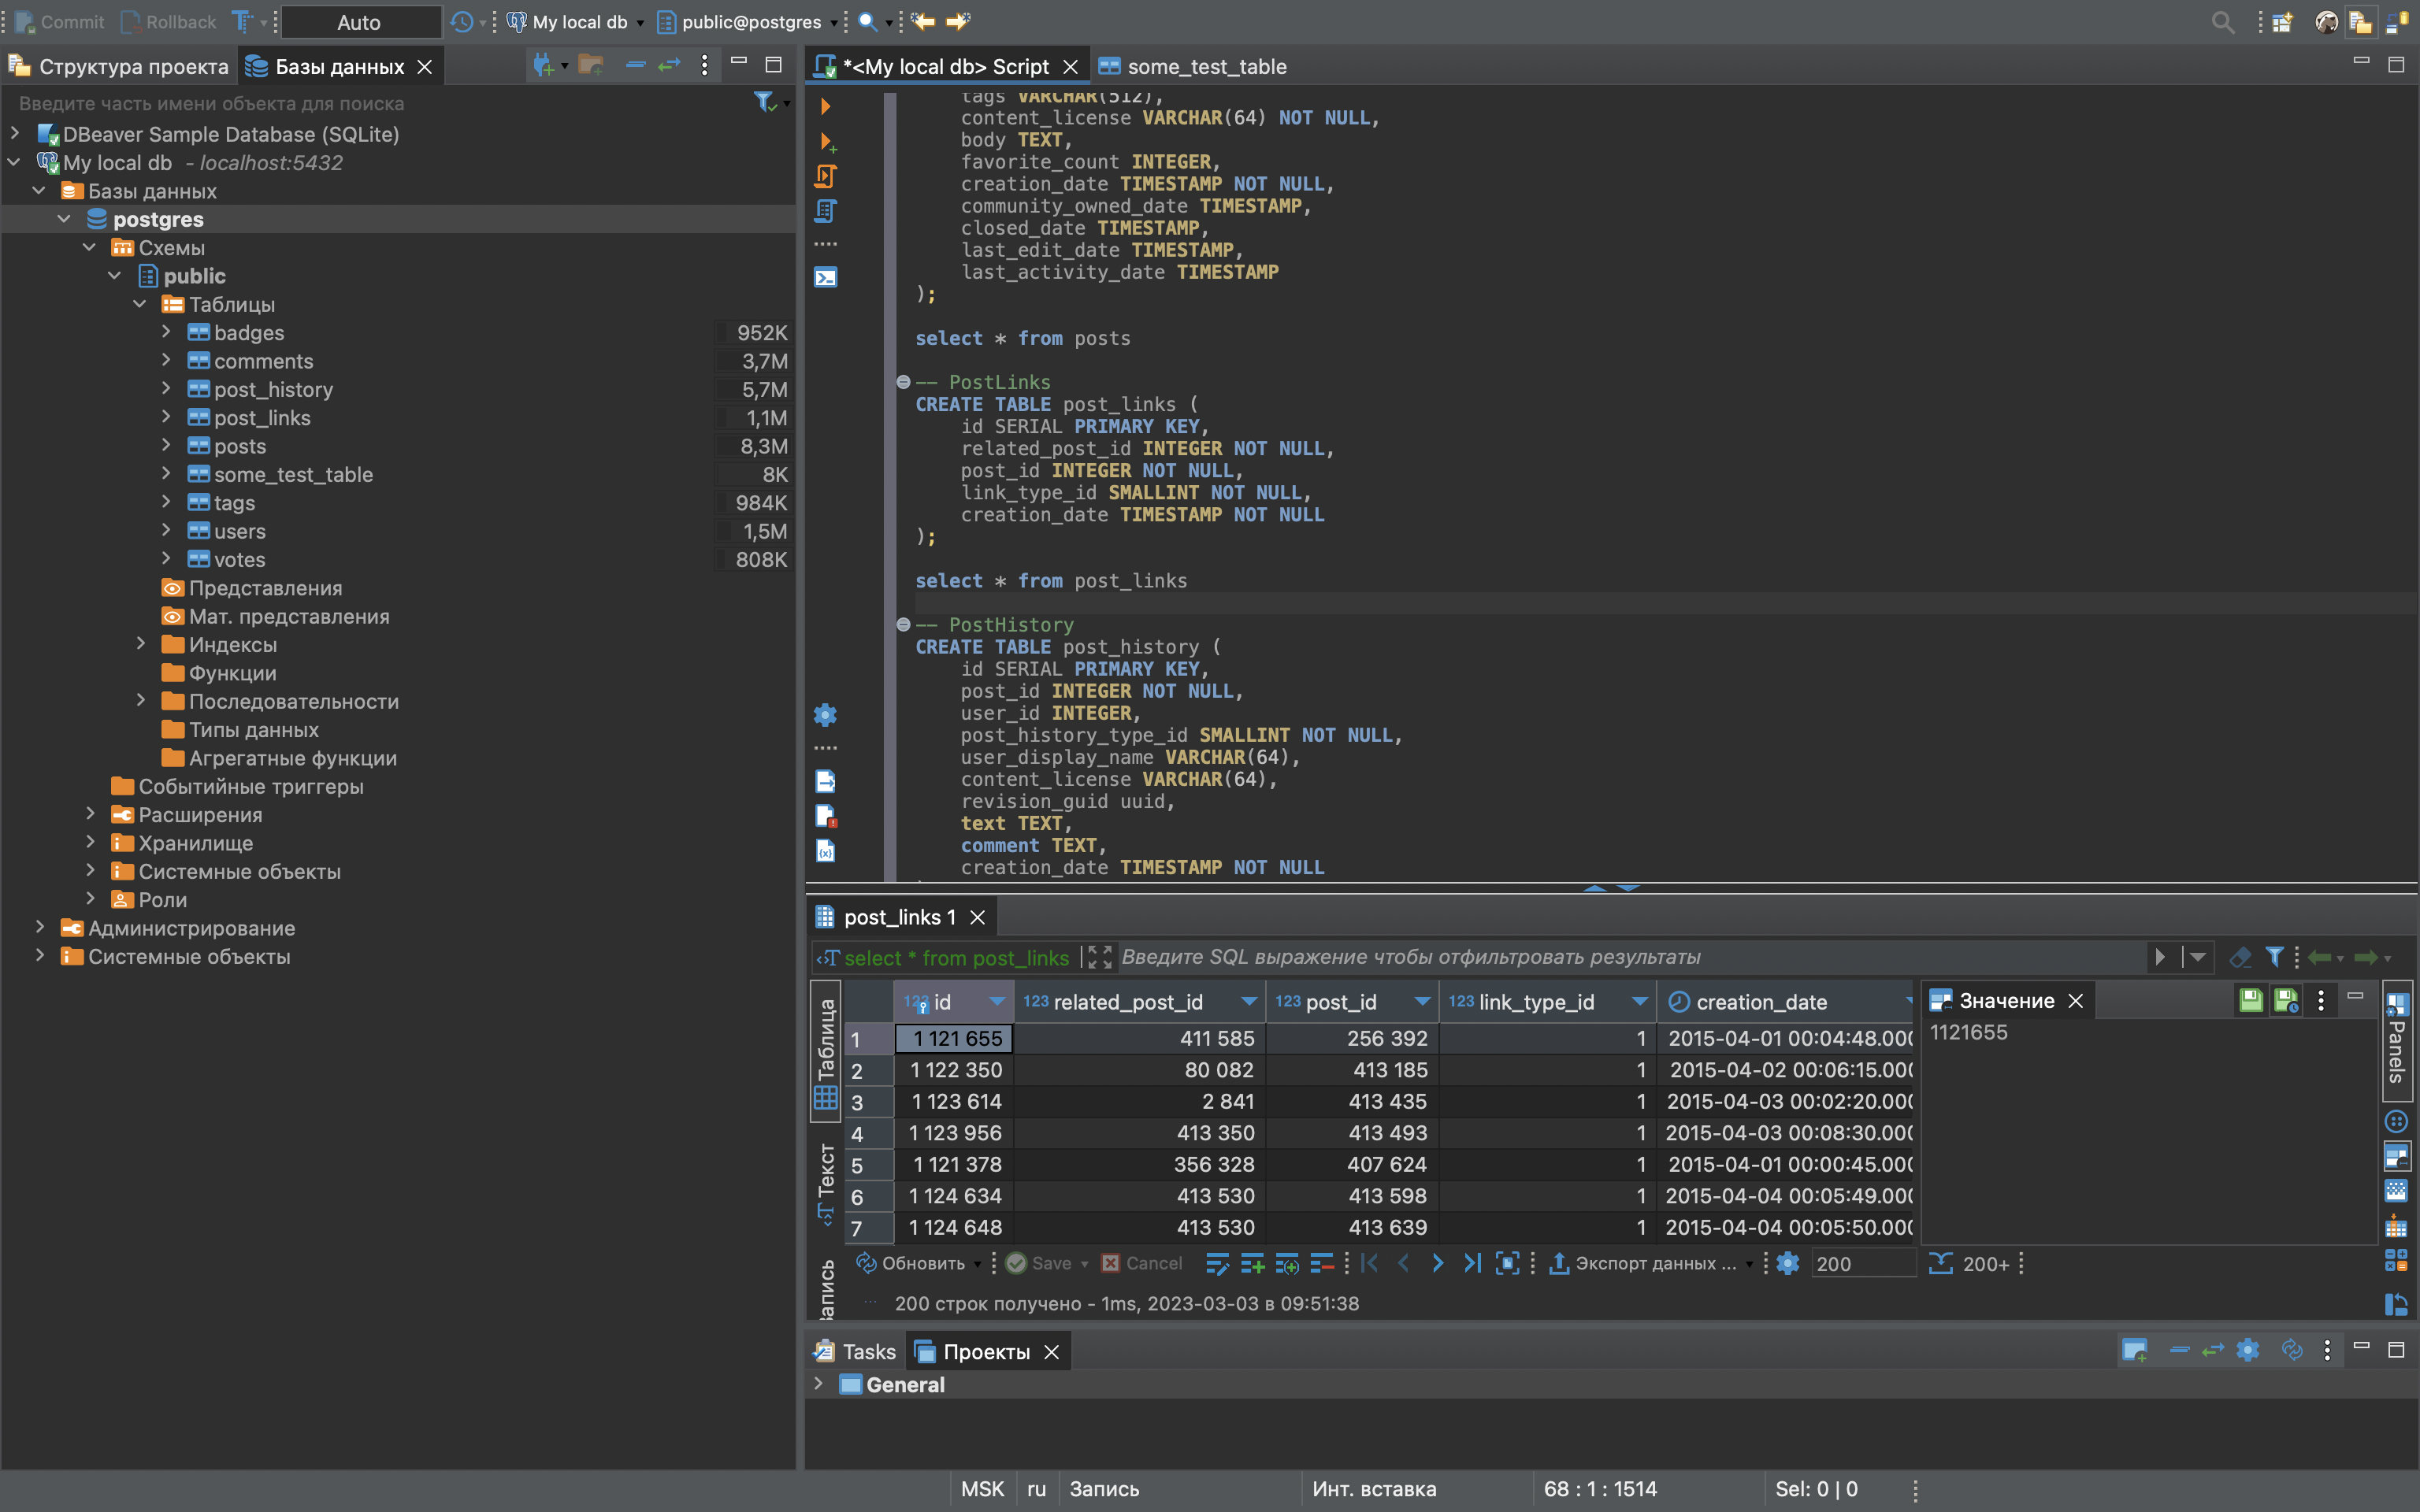 Commit Rollback Auto My local db public@postgres
Структура проекта Базы данных
Введите часть имени объекта для поиска
DBeaver Sample Database (SQLite)
My local db - localhost:5432
Базы данных
postgres
Схемы
public
Таблицы
badges 952K
comments 3,7M
post_history 5,7M
post_links 1,1M
posts 8,3M
some_test_table 8K
tags 984K
users 1,5M
votes 808K
Представления
Мат. представления
Индексы
Функции
Последовательности
Типы данных
Агрегатные функции
Событийные триггеры
Расширения
Хранилище
Системные объекты
Роли
Администрирование
Системные объекты
*<My local db> Script some_test_table
tags VARCHAR(512),
content_license VARCHAR(64) NOT NULL,
body TEXT,
favorite_count INTEGER,
creation_date TIMESTAMP NOT NULL,
community_owned_date TIMESTAMP,
closed_date TIMESTAMP,
last_edit_date TIMESTAMP,
last_activity_date TIMESTAMP
);
select * from posts
-- PostLinks
CREATE TABLE post_links (
id SERIAL PRIMARY KEY,
related_post_id INTEGER NOT NULL,
post_id INTEGER NOT NULL,
link_type_id SMALLINT NOT NULL,
creation_date TIMESTAMP NOT NULL
);
select * from post_links
-- PostHistory
CREATE TABLE post_history (
id SERIAL PRIMARY KEY,
post_id INTEGER NOT NULL,
user_id INTEGER,
post_history_type_id SMALLINT NOT NULL,
user_display_name VARCHAR(64),
content_license VARCHAR(64),
revision_guid uuid,
text TEXT,
comment TEXT,
creation_date TIMESTAMP NOT NULL
post_links 1
select * from post_links Введите SQL выражение чтобы отфильтровать результаты
Таблица
Текст
Запись
123 id 123 related_post_id 123 post_id 123 link_type_id creation_date
1 1 121 655 411 585 256 392 1 2015-04-01 00:04:48.000
2 1 122 350 80 082 413 185 1 2015-04-02 00:06:15.000
3 1 123 614 2 841 413 435 1 2015-04-03 00:02:20.000
4 1 123 956 413 350 413 493 1 2015-04-03 00:08:30.000
5 1 121 378 356 328 407 624 1 2015-04-01 00:00:45.000
6 1 124 634 413 530 413 598 1 2015-04-04 00:05:49.000
7 1 124 648 413 530 413 639 1 2015-04-04 00:05:50.000
Значение
1121655
Panels
Обновить Save Cancel Экспорт данных ... 200 200+
200 строк получено - 1ms, 2023-03-03 в 09:51:38
Tasks Проекты
General
MSK ru Запись Инт. вставка 68 : 1 : 1514 Sel: 0 | 0